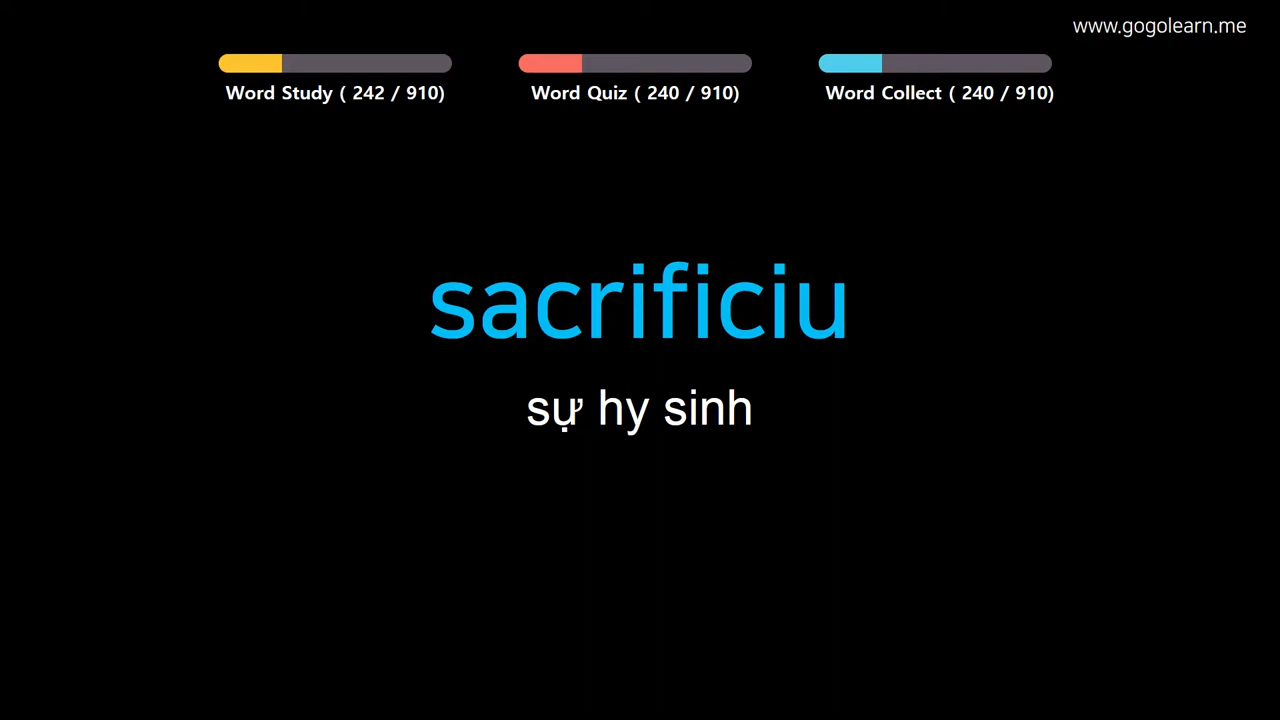 www.gogolearn.me
Word Study ( 242 / 910)
Word Quiz ( 240 / 910)
Word Collect ( 240 / 910)
sacrificiu
sự hy sinh